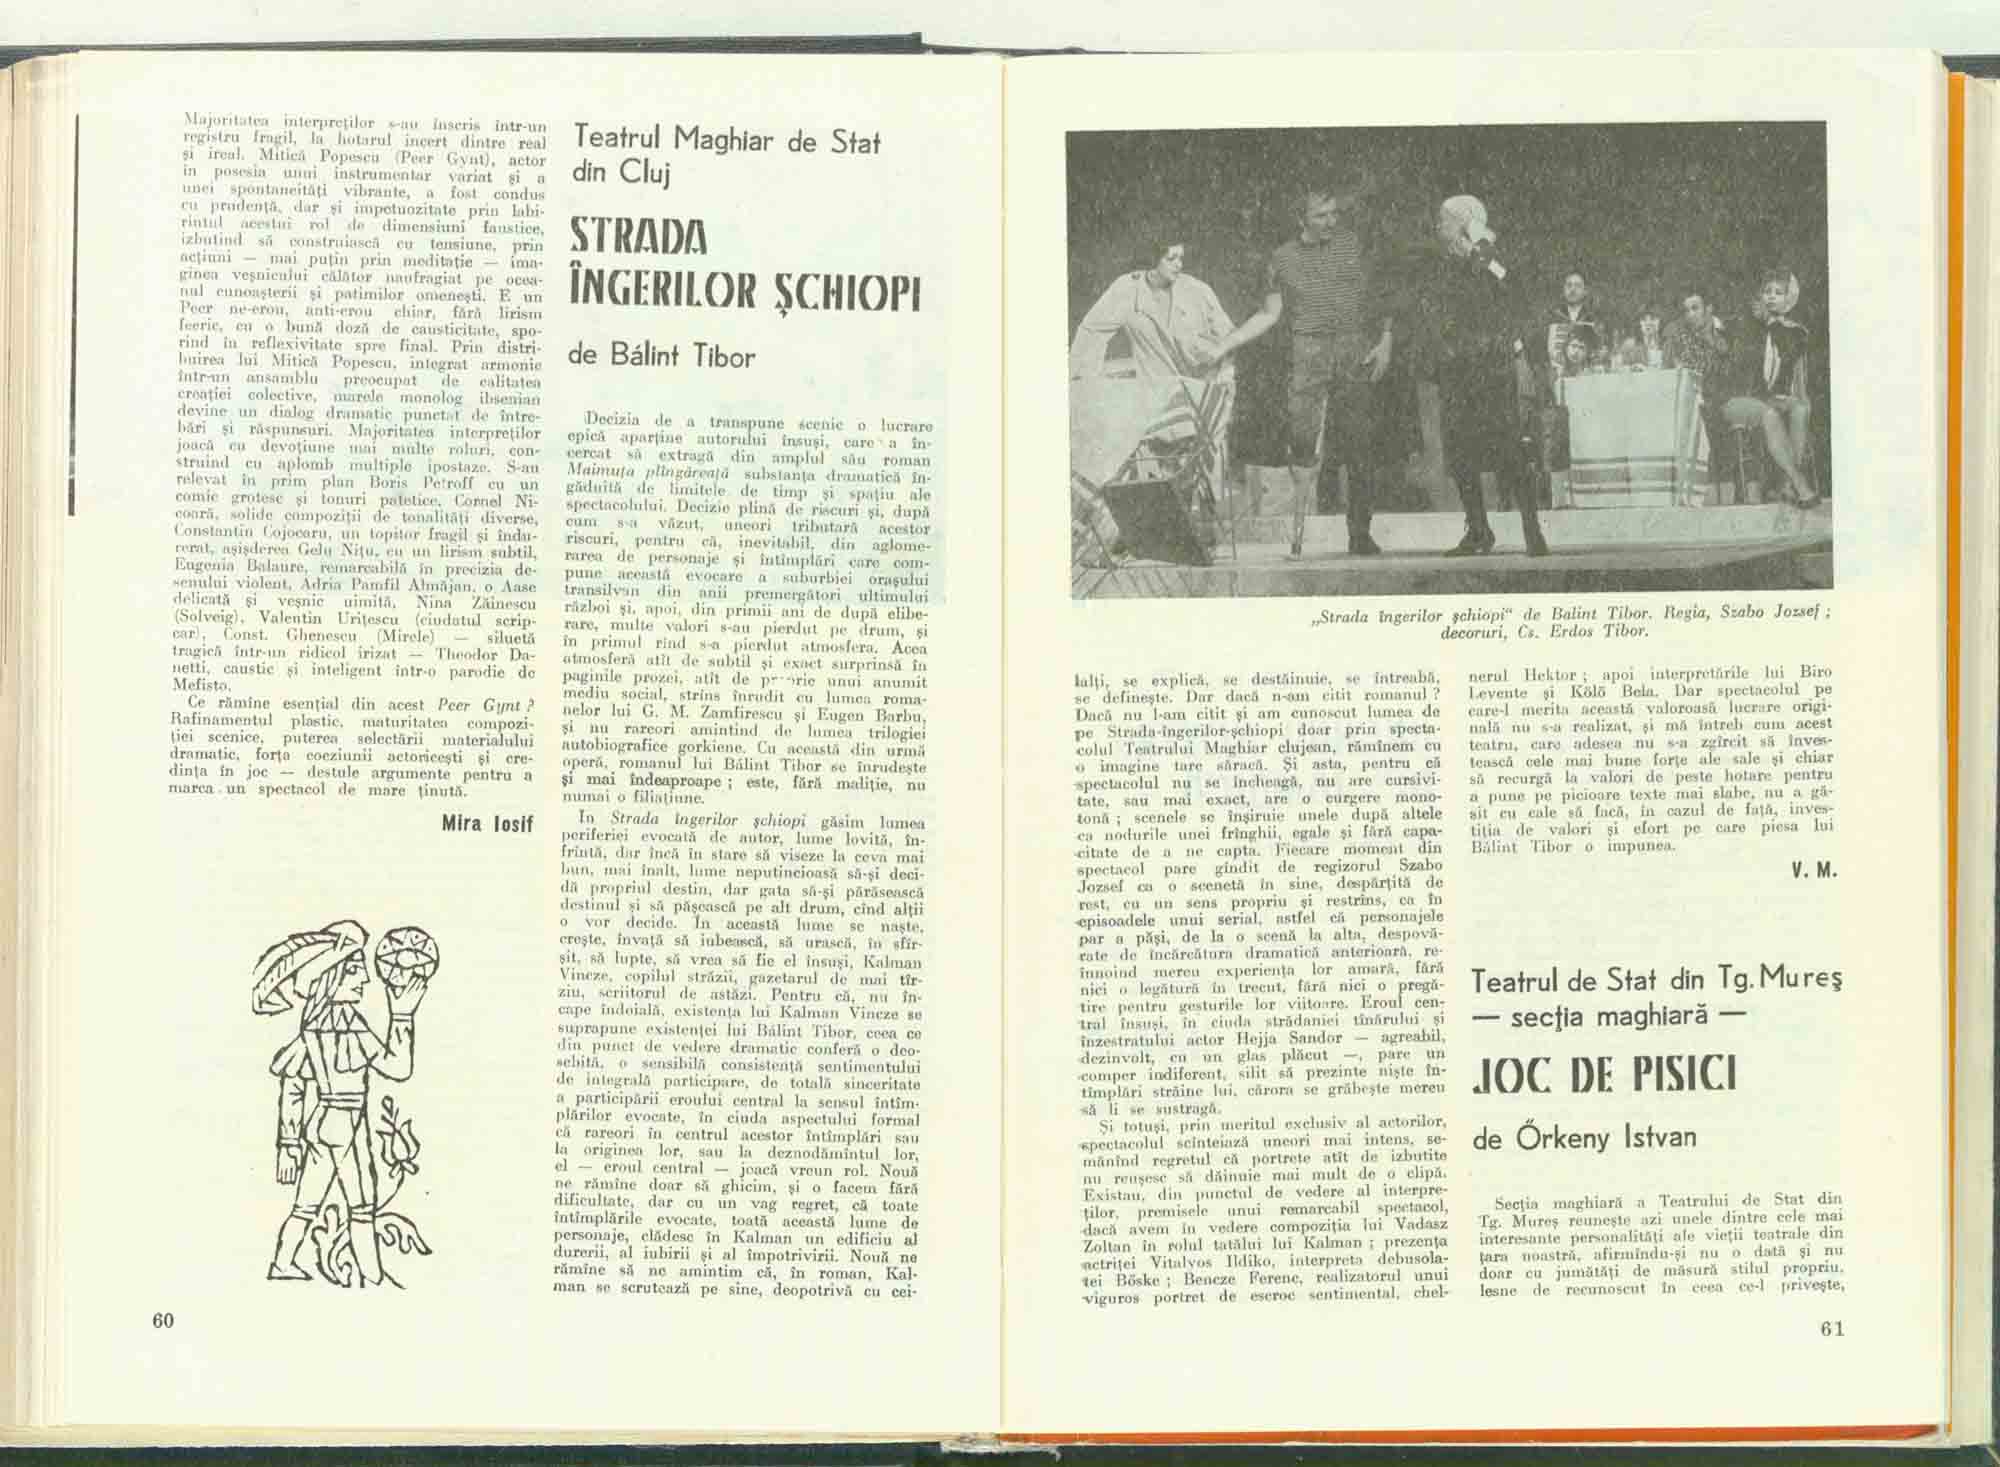 Majoritatea interpreților s-au înscris într-un
registru fragil, la hotarul incert dintre real
și ireal. Mitică Popescu (Peer Gynt), actor
în posesia unui instrumentar variat și a
unei spontaneități vibrante, a fost condus
cu prudență, dar și impetuozitate prin labi-
rintul acestui rol de dimensiuni faustice,
izbutind să construiască cu tensiune, prin
acțiuni — mai puțin prin meditație — ima-
ginea veșnicului călător naufragiat pe ocea-
nul cunoașterii și patimilor omenești. E un
Peer ne-erou, anti-erou chiar, fără lirism
feeric, cu o bună doză de causticitate, spo-
rind în reflexivitate spre final. Prin distri-
buirea lui Mitică Popescu, integrat armonic
într-un ansamblu preocupat de calitatea
creației colective, marele monolog ibsenian
devine un dialog dramatic punctat de între-
bări și răspunsuri. Majoritatea interpreților
joacă cu devoțiune mai multe roluri, con-
struind cu aplomb multiple ipostaze. S-au
relevat în prim plan Boris Petroff cu un
comic grotesc și tonuri patetice, Cornel Ni-
coară, solide compoziții de tonalități diverse,
Constantin Cojocaru, un topitor fragil și îndu-
rerat, așișderea Gelu Nițu, cu un lirism subtil,
Eugenia Balaure, remarcabilă în precizia de-
senului violent, Adria Pamfil Almăjan, o Aase
delicată și veșnic uimită, Nina Zăinescu
(Solveig), Valentin Urițescu (ciudatul scrip-
car), Const. Ghenescu (Mirele) — siluetă
tragică într-un ridicol irizat — Theodor Da-
netti, caustic și inteligent într-o parodie de
Mefisto.
Ce rămîne esențial din acest Peer Gynt ?
Rafinamentul plastic, maturitatea compozi-
ției scenice, puterea selectării materialului
dramatic, forța coeziunii actoricești și cre-
dința în joc — destule argumente pentru a
marca un spectacol de mare ținută.
Mira Iosif
60
Teatrul Maghiar de Stat
din Cluj
STRADA
ÎNGERILOR ȘCHIOPI
de Bálint Tibor
Decizia de a transpune scenic o lucrare
epică aparține autorului însuși, care a în-
cercat să extragă din amplul său roman
Maimuța plîngăreață substanța dramatică în-
găduită de limitele de timp și spațiu ale
spectacolului. Decizie plină de riscuri și, după
cum s-a văzut, uneori tributară acestor
riscuri, pentru că, inevitabil, din aglome-
rarea de personaje și întîmplări care com-
pune această evocare a suburbiei orașului
transilvan din anii premergători ultimului
război și, apoi, din primii ani de după elibe-
rare, multe valori s-au pierdut pe drum, și
în primul rînd s-a pierdut atmosfera. Acea
atmosferă atît de subtil și exact surprinsă în
paginile prozei, atît de unui anumit
mediu social, strîns înrudit cu lumea roma-
nelor lui G. M. Zamfirescu și Eugen Barbu,
și nu rareori amintind de lumea trilogiei
autobiografice gorkiene. Cu această din urmă
operă, romanul lui Bálint Tibor se înrudește
și mai îndeaproape ; este, fără maliție, nu
numai o filiațiune.
În Strada îngerilor șchiopi găsim lumea
periferiei evocată de autor, lume lovită, în-
frîntă, dar încă în stare să viseze la ceva mai
bun, mai înalt, lume neputincioasă să-și deci-
dă propriul destin, dar gata să-și părăsească
destinul și să pășească pe alt drum, cînd alții
o vor decide. În această lume se naște,
crește, învață să iubească, să urască, în sfîr-
șit, să lupte, să vrea să fie el însuși, Kalman
Vincze, copilul străzii, gazetarul de mai tîr-
ziu, scriitorul de astăzi. Pentru că, nu în-
cape îndoială, existența lui Kalman Vincze se
suprapune existenței lui Bálint Tibor, ceea ce
din punct de vedere dramatic conferă o deo-
sebită, o sensibilă consistență sentimentului
de integrală participare, de totală sinceritate
a participării eroului central la sensul întîm-
plărilor evocate, în ciuda aspectului formal
că rareori în centrul acestor întîmplări sau
la originea lor, sau la deznodămîntul lor,
el — eroul central — joacă vreun rol. Nouă
ne rămîne doar să ghicim, și o facem fără
dificultate, dar cu un vag regret, că toate
întîmplările evocate, toată această lume de
personaje, clădesc în Kalman un edificiu al
durerii, al iubirii și al împotrivirii. Nouă ne
rămîne să ne amintim că, în roman, Kal-
man se scrutează pe sine, deopotrivă cu cei-
„Strada îngerilor șchiopi“ de Balint Tibor. Regia, Szabo Jozsef ;
decoruri, Cs. Erdos Tibor.
lalți, se explică, se destăinuie, se întreabă,
se definește. Dar dacă n-am citit romanul ?
Dacă nu l-am citit și am cunoscut lumea de
pe Strada-îngerilor-șchiopi doar prin specta-
colul Teatrului Maghiar clujean, rămînem cu
o imagine tare săracă. Și asta, pentru că
spectacolul nu se încheagă, nu are cursivi-
tate, sau mai exact, are o curgere mono-
tonă ; scenele se înșiruie unele după altele
ca nodurile unei frînghii, egale și fără capa-
citate de a ne capta. Fiecare moment din
spectacol pare gîndit de regizorul Szabo
Jozsef ca o scenetă în sine, despărțită de
rest, cu un sens propriu și restrîns, ca în
episoadele unui serial, astfel că personajele
par a păși, de la o scenă la alta, despovă-
rate de încărcătura dramatică anterioară, re-
înnoind mereu experiența lor amară, fără
nici o legătură în trecut, fără nici o pregă-
tire pentru gesturile lor viitoare. Eroul cen-
tral însuși, în ciuda strădaniei tînărului și
înzestratului actor Hejja Sandor — agreabil,
dezinvolt, cu un glas plăcut —, pare un
comper indiferent, silit să prezinte niște în-
tîmplări străine lui, cărora se grăbește mereu
să li se sustragă.
Și totuși, prin meritul exclusiv al actorilor,
spectacolul scînteiază uneori mai intens, se-
mănînd regretul că portrete atît de izbutite
nu reușesc să dăinuie mai mult de o clipă.
Existau, din punctul de vedere al interpre-
ților, premisele unui remarcabil spectacol,
dacă avem în vedere compoziția lui Vadasz
Zoltan în rolul tatălui lui Kalman ; prezența
actriței Vitalyos Ildiko, interpreta debusola-
tei Böske ; Bencze Ferenc, realizatorul unui
viguros portret de escroc sentimental, chel-
nerul Hektor ; apoi interpretările lui Biro
Levente și Kölö Bela. Dar spectacolul pe
care-l merita această valoroasă lucrare origi-
nală nu s-a realizat, și mă întreb cum acest
teatru, care adesea nu s-a zgîrcit să inves-
tească cele mai bune forțe ale sale și chiar
să recurgă la valori de peste hotare pentru
a pune pe picioare texte mai slabe, nu a gă-
sit cu cale să facă, în cazul de față, inves-
tiția de valori și efort pe care piesa lui
Bálint Tibor o impunea.
V. M.
Teatrul de Stat din Tg. Mureș
— secția maghiară —
JOC DE PISICI
de Őrkeny Istvan
Secția maghiară a Teatrului de Stat din
Tg. Mureș reunește azi unele dintre cele mai
interesante personalități ale vieții teatrale din
țara noastră, afirmîndu-și nu o dată și nu
doar cu jumătăți de măsură stilul propriu,
lesne de recunoscut în ceea ce-l privește,
61